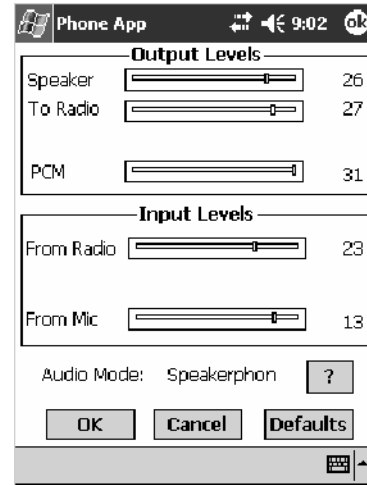 Phone App 9:02 ok
Output Levels
Speaker 26
To Radio 27
PCM 31
Input Levels
From Radio 23
From Mic 13
Audio Mode: Speakerphon ?
OK Cancel Defaults